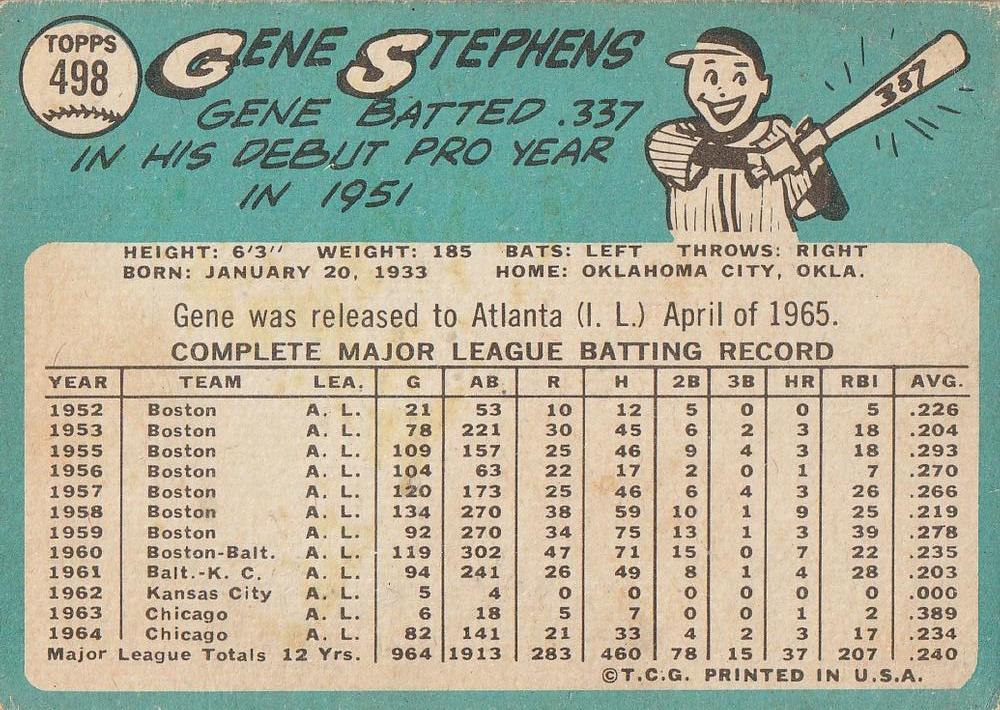 TOPPS
498
GENE STEPHENS
GENE BATTED .337
IN HIS DEBUT PRO YEAR
IN 1951
337
HEIGHT: 6'3" WEIGHT: 185 BATS: LEFT THROWS: RIGHT
BORN: JANUARY 20, 1933 HOME: OKLAHOMA CITY, OKLA.
Gene was released to Atlanta (I. L.) April of 1965.
COMPLETE MAJOR LEAGUE BATTING RECORD
YEAR TEAM LEA. G AB R H 2B 3B HR RBI AVG.
1952 Boston A. L. 21 53 10 12 5 0 0 5 .226
1953 Boston A. L. 78 221 30 45 6 2 3 18 .204
1955 Boston A. L. 109 157 25 46 9 4 3 18 .293
1956 Boston A. L. 104 63 22 17 2 0 1 7 .270
1957 Boston A. L. 120 173 25 46 6 4 3 26 .266
1958 Boston A. L. 134 270 38 59 10 1 9 25 .219
1959 Boston A. L. 92 270 34 75 13 1 3 39 .278
1960 Boston-Balt. A. L. 119 302 47 71 15 0 7 22 .235
1961 Balt.-K. C. A. L. 94 241 26 49 8 1 4 28 .203
1962 Kansas City A. L. 5 4 0 0 0 0 0 0 .000
1963 Chicago A. L. 6 18 5 7 0 0 1 2 .389
1964 Chicago A. L. 82 141 21 33 4 2 3 17 .234
Major League Totals 12 Yrs. 964 1913 283 460 78 15 37 207 .240
©T.C.G. PRINTED IN U.S.A.